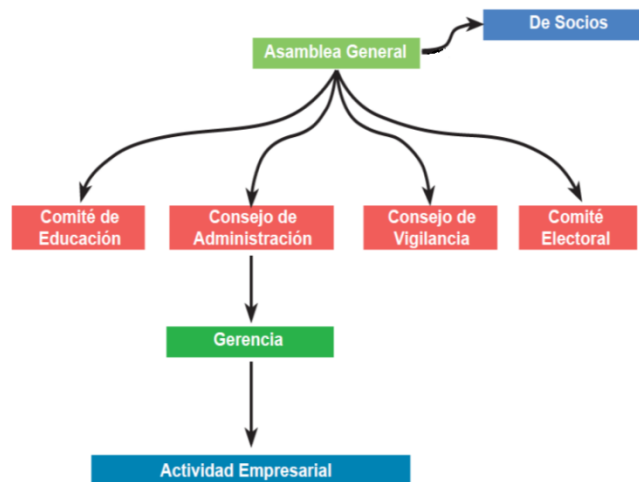 De Socios
Asamblea General
Comité de
Educación
Consejo de
Administración
Consejo de
Vigilancia
Comité
Electoral
Gerencia
Actividad Empresarial